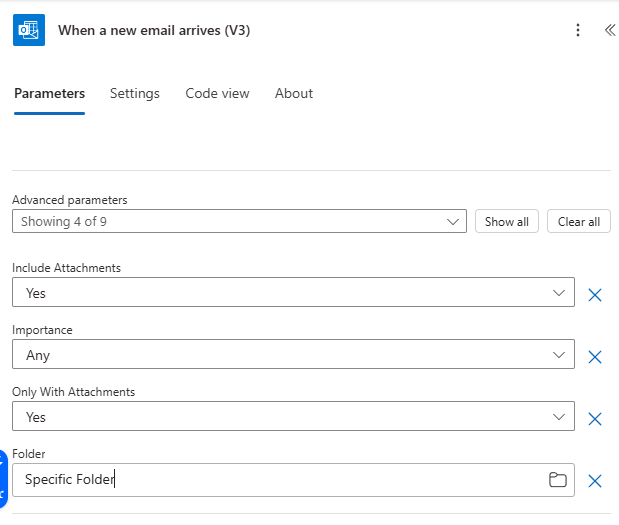 When a new email arrives (V3)
Parameters Settings Code view About
Advanced parameters
Showing 4 of 9 Show all Clear all
Include Attachments
Yes
Importance
Any
Only With Attachments
Yes
Folder
Specific Folder